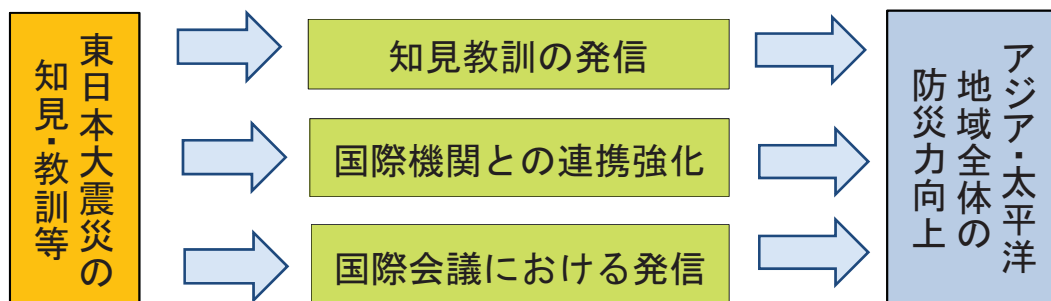 東日本大震災の
知見・教訓等
知見教訓の発信
国際機関との連携強化
国際会議における発信
アジア・太平洋
地域全体の
防災力向上